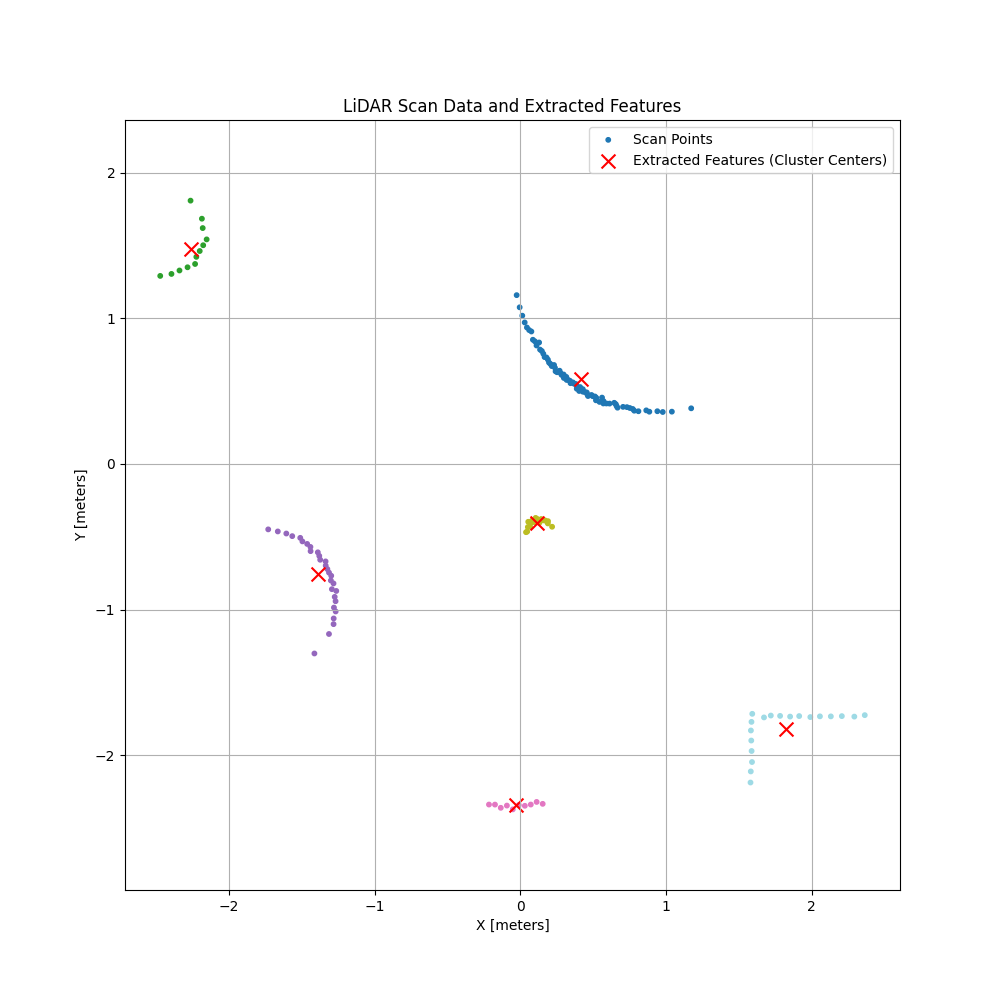 LiDAR Scan Data and Extracted Features
Scan Points
Extracted Features (Cluster Centers)
2
1
0
−1
−2
Y [meters]
−2
−1
0
1
2
X [meters]